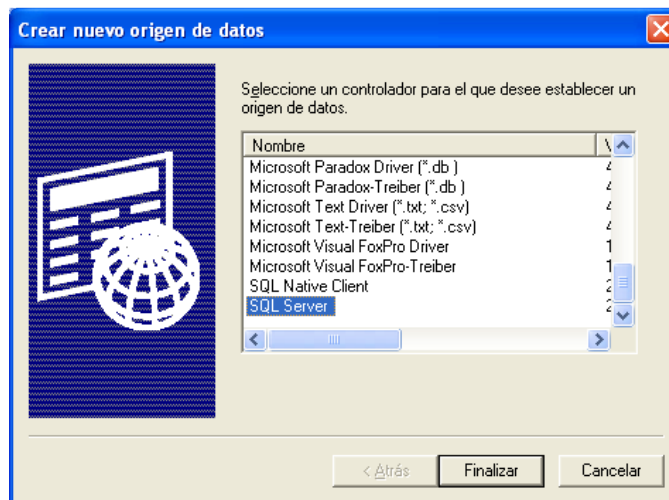 Crear nuevo origen de datos
Seleccione un controlador para el que desee establecer un
origen de datos.
Nombre
Microsoft Paradox Driver (*.db )
Microsoft Paradox-Treiber (*.db )
Microsoft Text Driver (*.txt; *.csv)
Microsoft Text-Treiber (*.txt; *.csv)
Microsoft Visual FoxPro Driver
Microsoft Visual FoxPro-Treiber
SQL Native Client
SQL Server
< Atrás Finalizar Cancelar